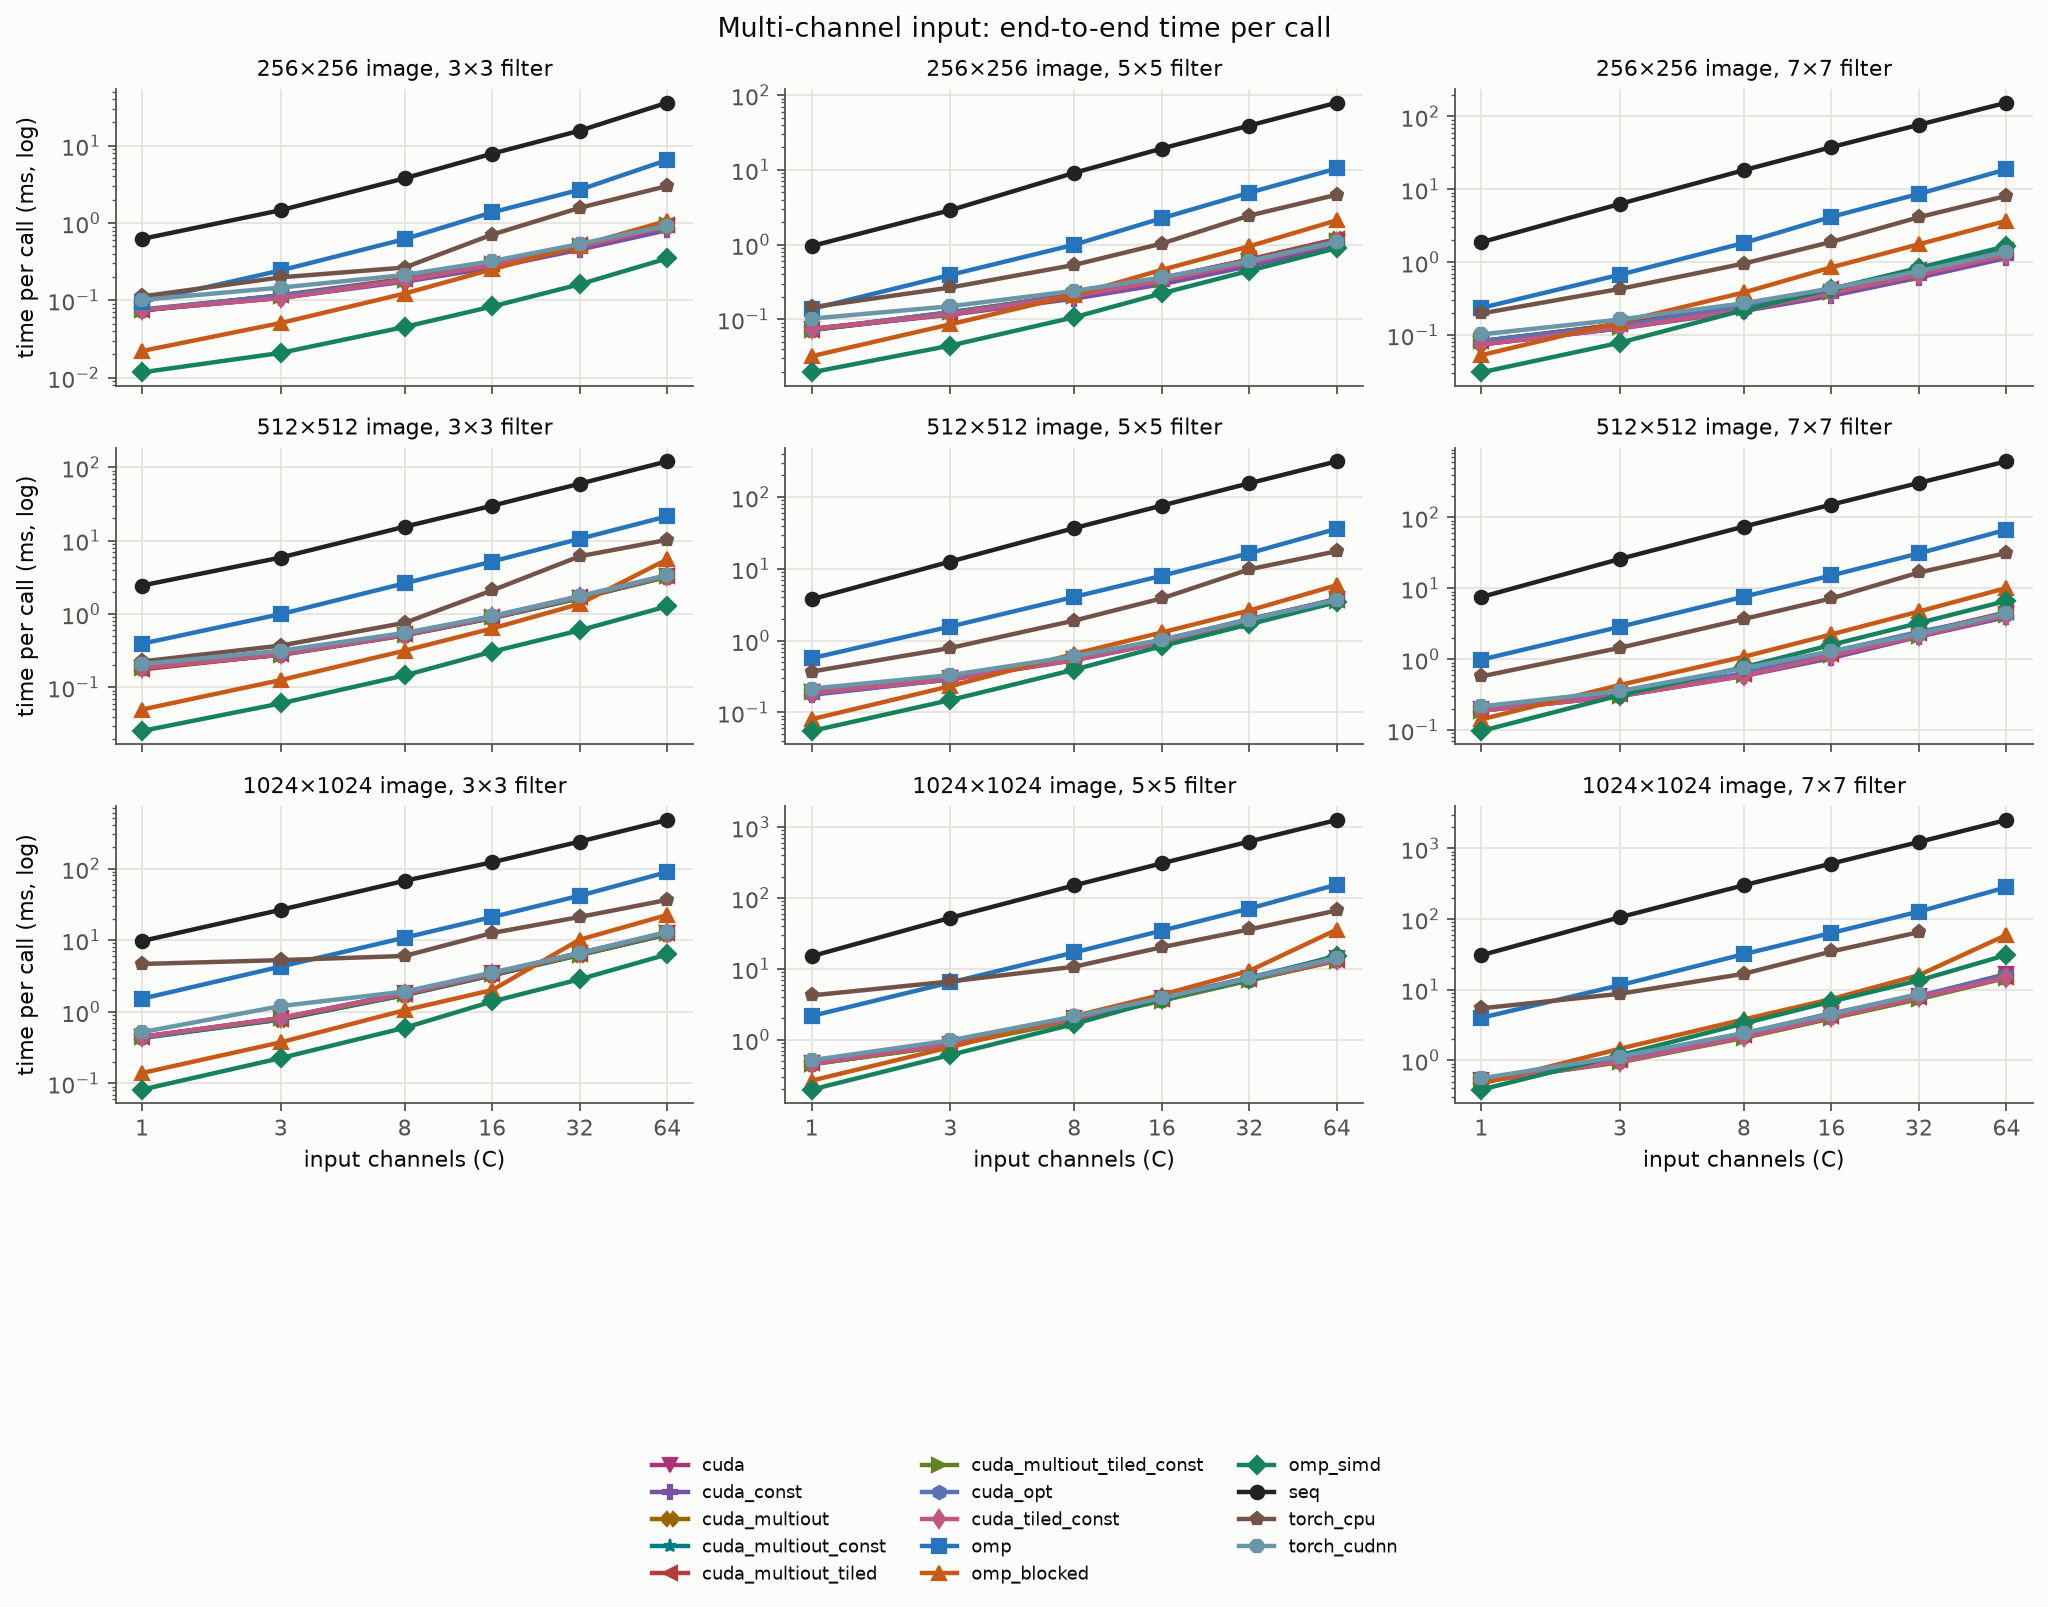 Multi-channel input: end-to-end time per call
256×256 image, 3×3 filter
256×256 image, 5×5 filter
256×256 image, 7×7 filter
time per call (ms, log)
10¹
10⁰
10⁻¹
10⁻²
10²
10¹
10⁰
10⁻¹
10²
10¹
10⁰
10⁻¹
512×512 image, 3×3 filter
512×512 image, 5×5 filter
512×512 image, 7×7 filter
time per call (ms, log)
10²
10¹
10⁰
10⁻¹
10²
10¹
10⁰
10⁻¹
10²
10¹
10⁰
10⁻¹
1024×1024 image, 3×3 filter
1024×1024 image, 5×5 filter
1024×1024 image, 7×7 filter
time per call (ms, log)
10²
10¹
10⁰
10⁻¹
10³
10²
10¹
10⁰
10³
10²
10¹
10⁰
1 3 8 16 32 64
1 3 8 16 32 64
1 3 8 16 32 64
input channels (C)
input channels (C)
input channels (C)
cuda
cuda_const
cuda_multiout
cuda_multiout_const
cuda_multiout_tiled
cuda_multiout_tiled_const
cuda_opt
cuda_tiled_const
omp
omp_blocked
omp_simd
seq
torch_cpu
torch_cudnn